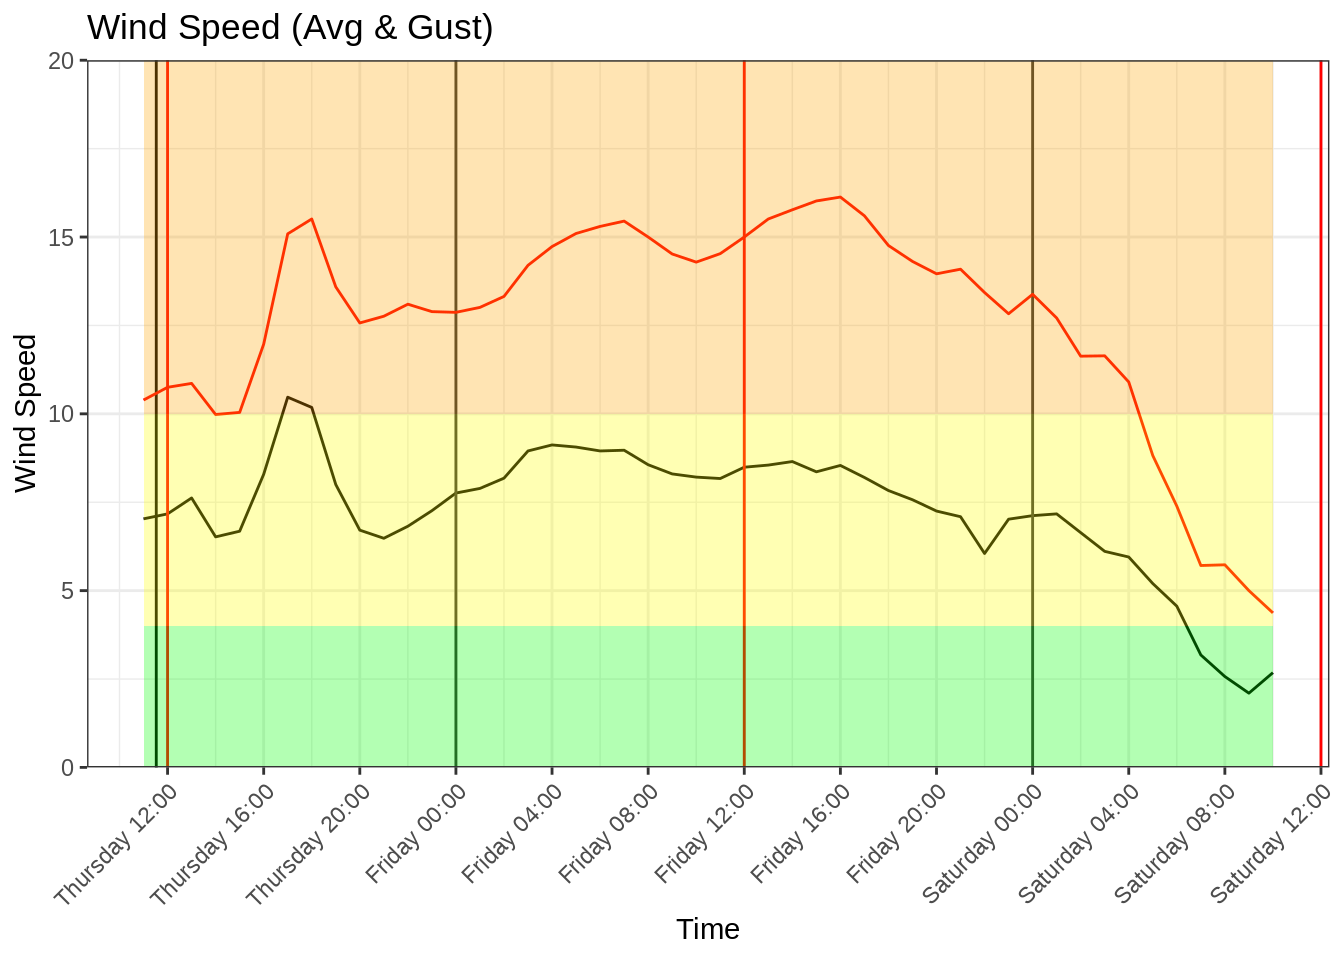 Wind Speed (Avg & Gust)
Wind Speed
20
15
10
5
0
Thursday 12:00
Thursday 16:00
Thursday 20:00
Friday 00:00
Friday 04:00
Friday 08:00
Friday 12:00
Friday 16:00
Friday 20:00
Saturday 00:00
Saturday 04:00
Saturday 08:00
Saturday 12:00
Time